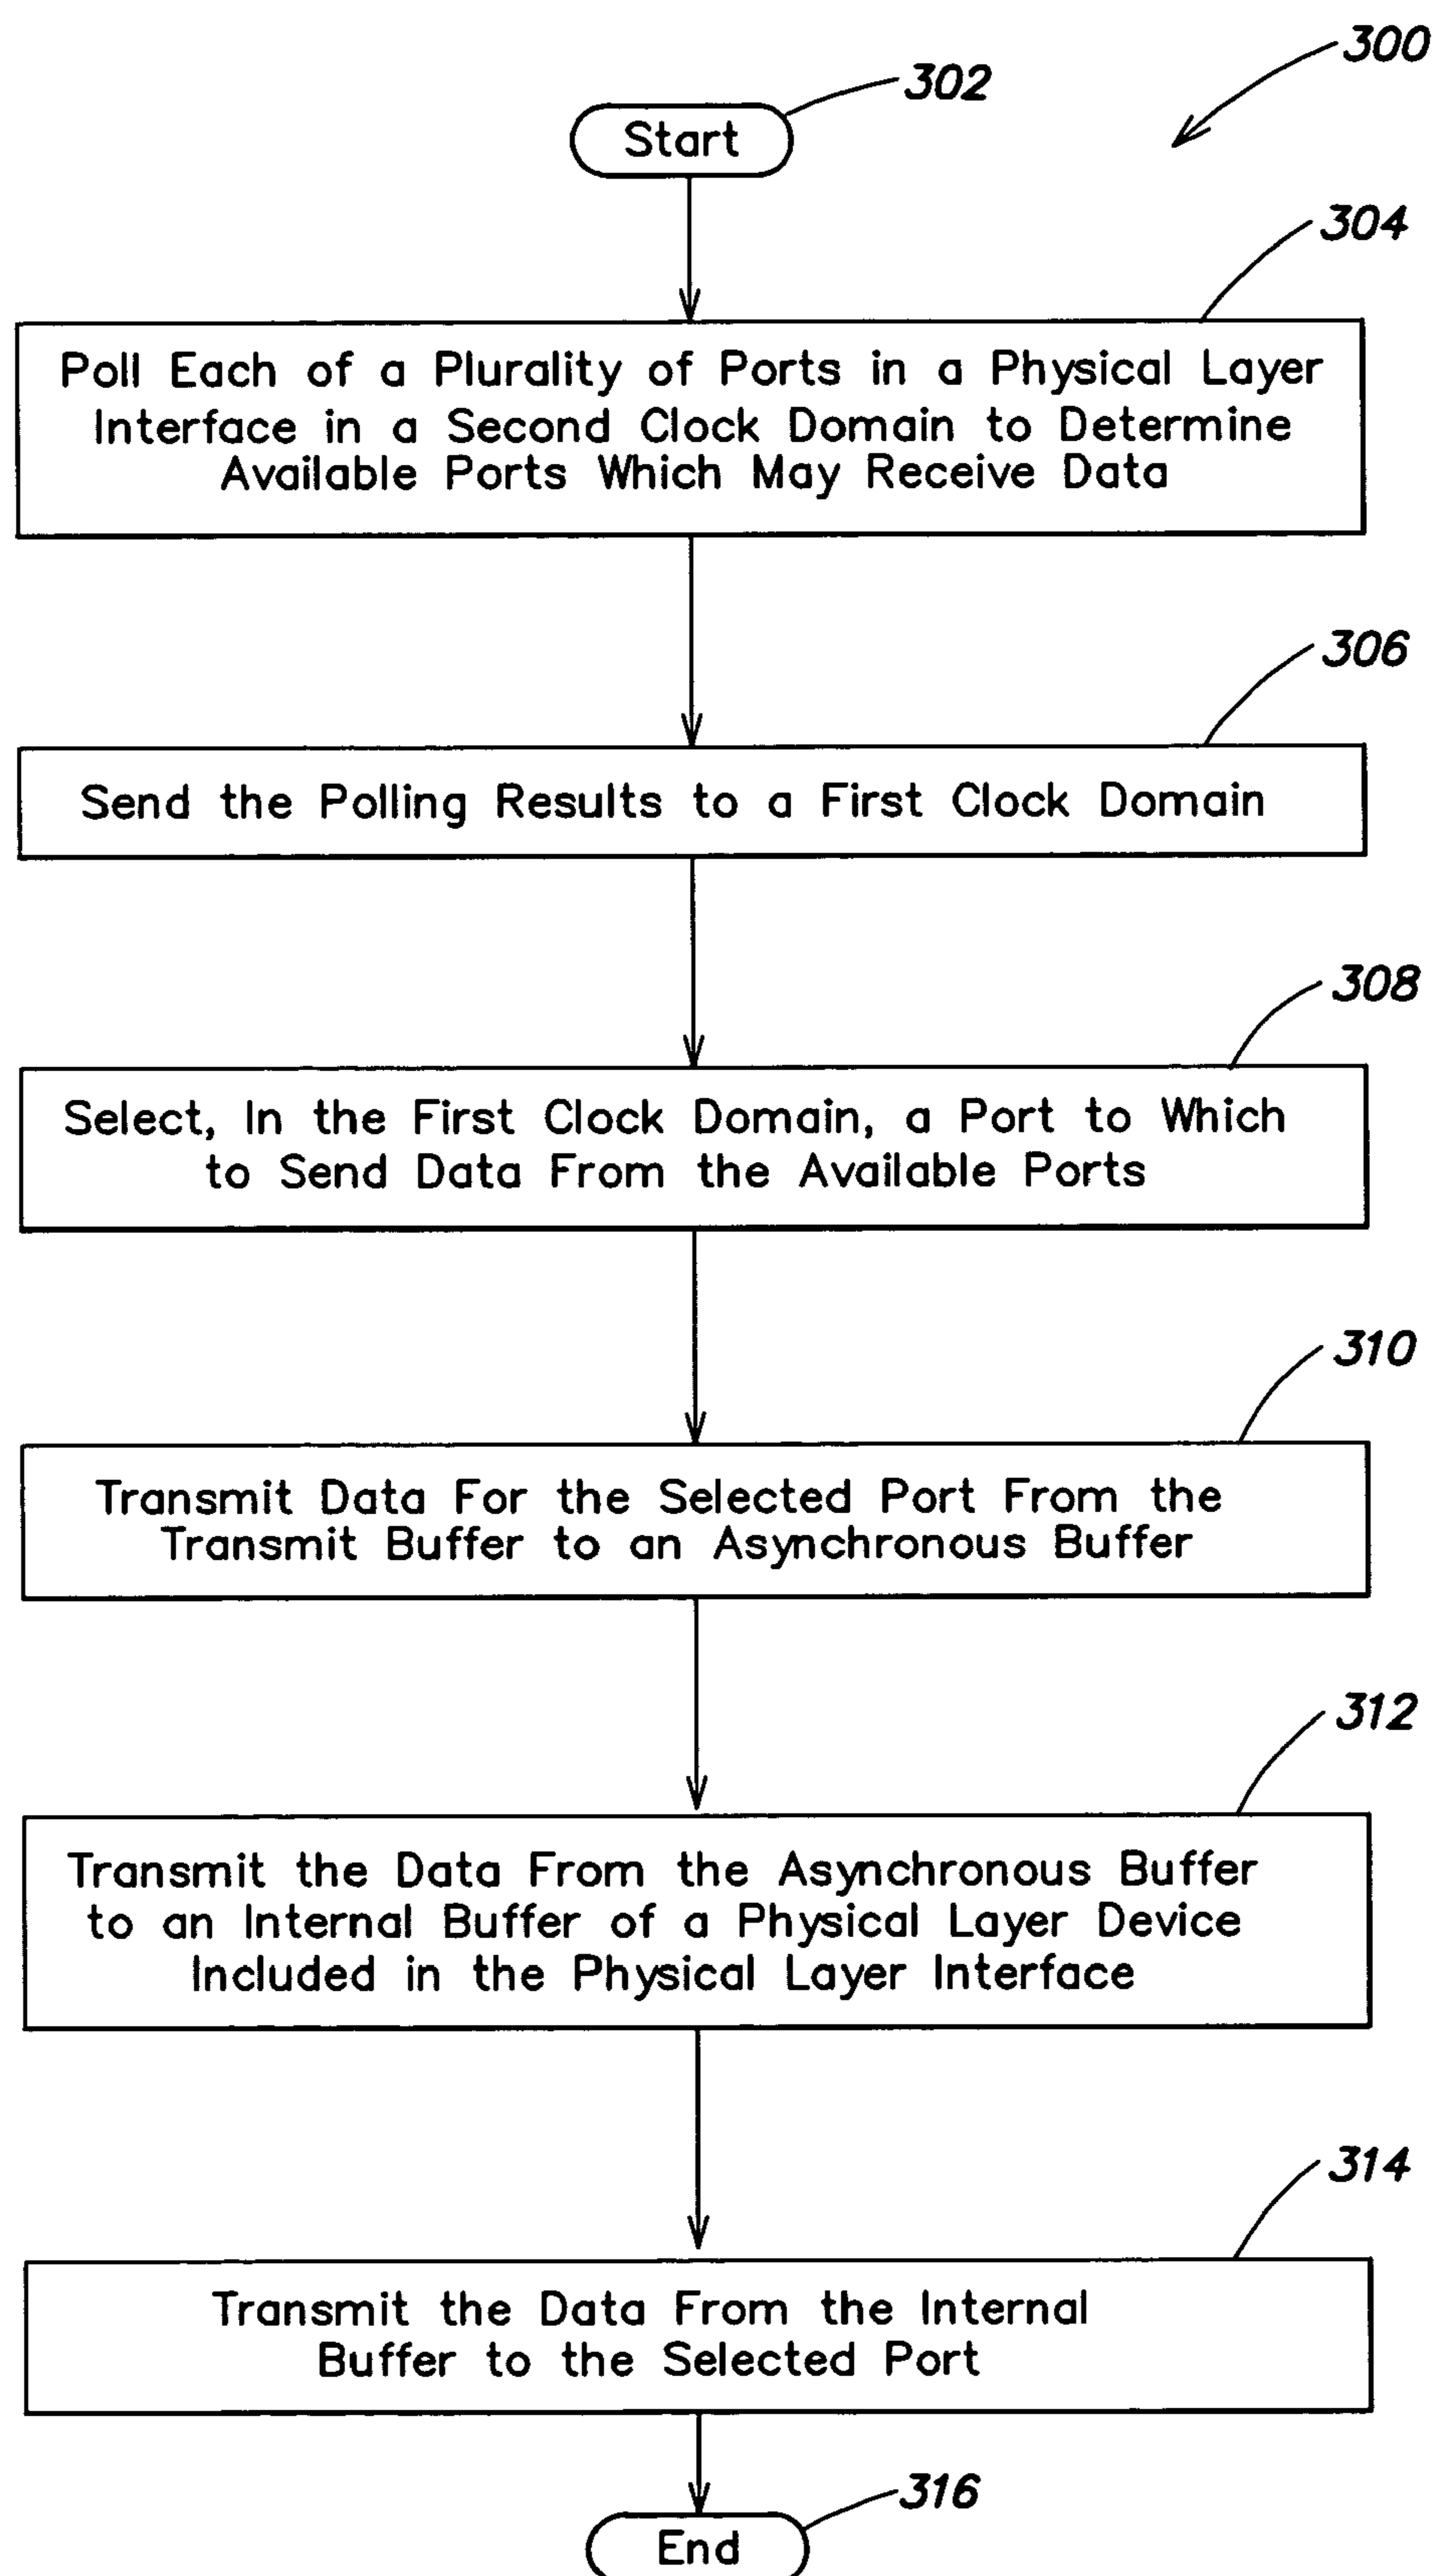 300
302
Start
304
Poll Each of a Plurality of Ports in a Physical Layer
Interface in a Second Clock Domain to Determine
Available Ports Which May Receive Data
306
Send the Polling Results to a First Clock Domain
308
Select, In the First Clock Domain, a Port to Which
to Send Data From the Available Ports
310
Transmit Data For the Selected Port From the
Transmit Buffer to an Asynchronous Buffer
312
Transmit the Data From the Asynchronous Buffer
to an Internal Buffer of a Physical Layer Device
Included in the Physical Layer Interface
314
Transmit the Data From the Internal
Buffer to the Selected Port
316
End